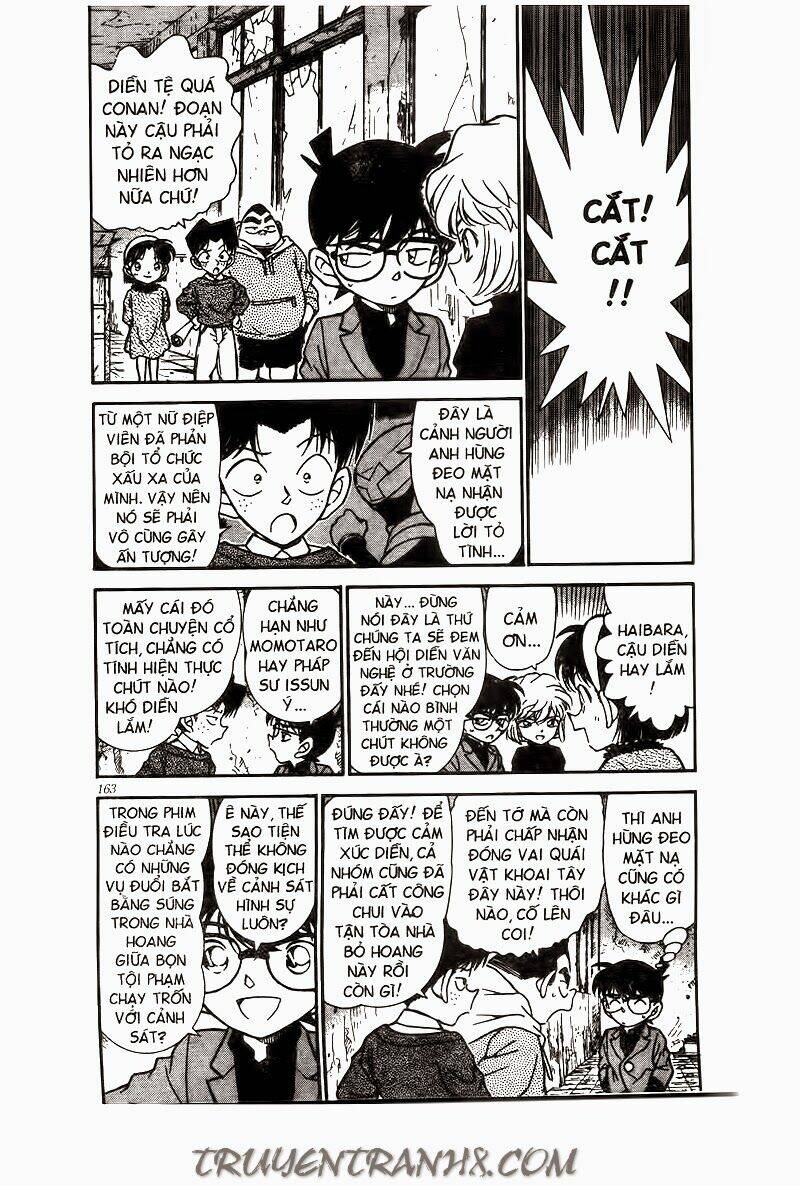 CẮT!
CẮT
!!
DIỄN TỆ QUÁ
CONAN! ĐOẠN
NÀY CẬU PHẢI
TỎ RA NGẠC
NHIÊN HƠN
NỮA CHỨ!
ĐÂY LÀ
CẢNH NGƯỜI
ANH HÙNG
ĐEO MẶT
NẠ NHẬN
ĐƯỢC
LỜI TỎ
TÌNH...
TỪ MỘT NỮ ĐIỆP
VIÊN ĐÃ PHẢN
BỘI TỔ CHỨC
XẤU XA CỦA
MÌNH. VẬY NÊN
NÓ SẼ PHẢI
VÔ CÙNG GÂY
ẤN TƯỢNG!
HAIBARA,
CẬU DIỄN
HAY LẮM
!
CẢM
ƠN...
NÀY... ĐỪNG
NÓI ĐÂY LÀ THỨ
CHÚNG TA SẼ ĐEM
ĐẾN HỘI DIỄN VĂN
NGHỆ Ở TRƯỜNG
ĐẤY NHÉ! CHỌN
CÁI NÀO BÌNH
THƯỜNG MỘT
CHÚT KHÔNG
ĐƯỢC À?
CHẲNG
HẠN NHƯ
MOMOTARO
HAY PHÁP
SƯ ISSUN
Ý...
MẤY CÁI ĐÓ
TOÀN CHUYỆN CỔ
TÍCH, CHẲNG CÓ
TÍNH HIỆN THỰC
CHÚT NÀO!
KHÓ DIỄN
LẮM!
163
THÌ ANH
HÙNG ĐEO
MẶT NẠ
CŨNG CÓ
KHÁC GÌ
ĐÂU...
ĐẾN TỚ MÀ CÒN
PHẢI CHẤP NHẬN
ĐÓNG VAI QUÁI
VẬT KHOAI TÂY
ĐÂY NÀY! THÔI
NÀO, CỐ LÊN
COI!
ĐÚNG ĐẤY! ĐỂ
TÌM ĐƯỢC CẢM
XÚC DIỄN, CẢ
NHÓM CŨNG ĐÃ
PHẢI CẤT CÔNG
CHUI VÀO
TẬN TÒA NHÀ
BỎ HOANG
NÀY RỒI
CÒN GÌ!
Ê NÀY, THẾ
SAO TIỆN
THỂ KHÔNG
ĐÓNG KỊCH
VỀ CẢNH SÁT
HÌNH SỰ
LUÔN?
TRONG PHIM
ĐIỀU TRA LÚC
NÀO CHẲNG
CÓ NHỮNG
VỤ ĐUỔI BẮT
BẰNG SÚNG
TRONG NHÀ
HOANG
GIỮA BỌN
TỘI PHẠM
CHẠY TRỐN
VỚI CẢNH
SÁT?
TRUYENTRANH8.COM